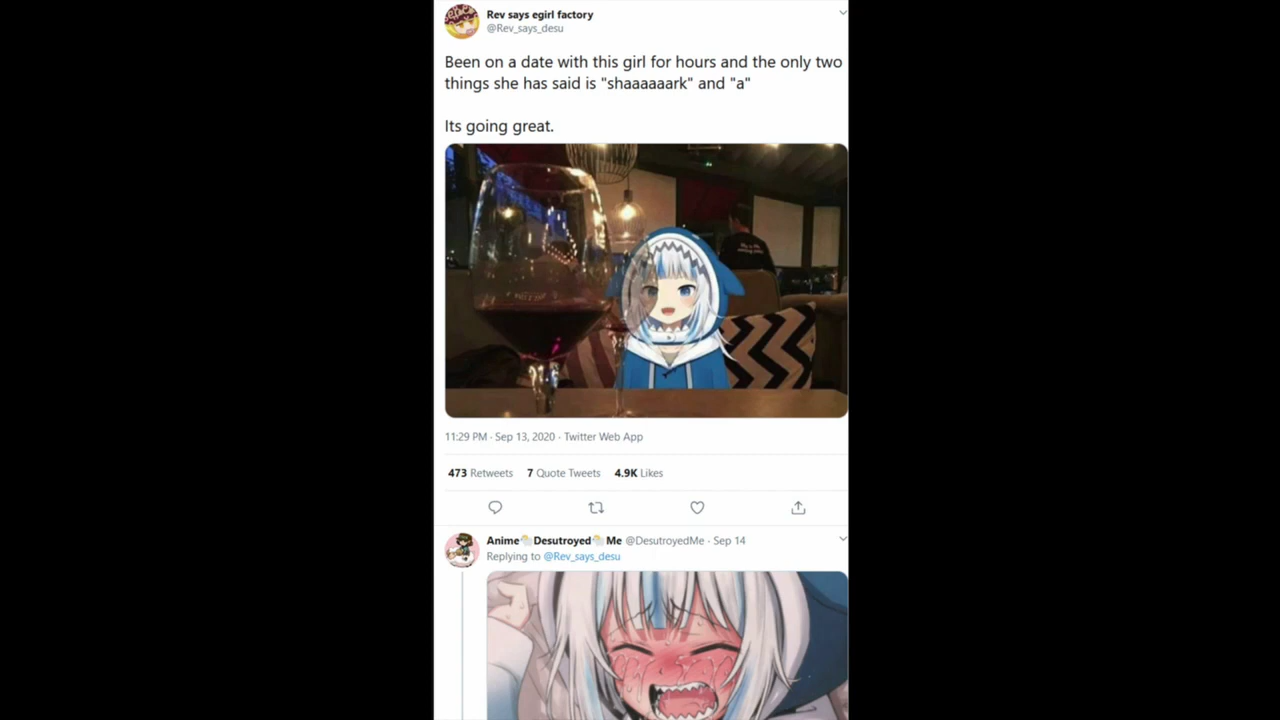 Rev says egirl factory
@Rev_says_desu
Been on a date with this girl for hours and the only two
things she has said is "shaaaaaark" and "a"
Its going great.
11:29 PM · Sep 13, 2020 · Twitter Web App
473 Retweets 7 Quote Tweets 4.9K Likes
Anime🐑Desutroyed🐑Me @DesutroyedMe · Sep 14
Replying to @Rev_says_desu